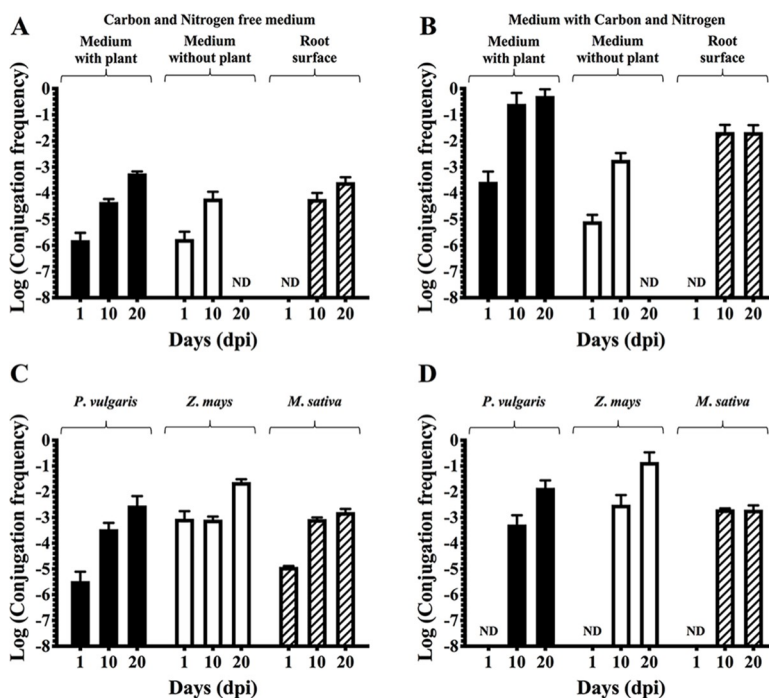 A
Carbon and Nitrogen free medium
Medium with plant
Medium without plant
Root surface
Log (Conjugation frequency)
0
-1
-2
-3
-4
-5
-6
-7
-8
ND
ND
1 10 20 1 10 20 1 10 20
Days (dpi)
B
Medium with Carbon and Nitrogen
Medium with plant
Medium without plant
Root surface
Log (Conjugation frequency)
0
-1
-2
-3
-4
-5
-6
-7
-8
ND
ND
1 10 20 1 10 20 1 10 20
Days (dpi)
C
P. vulgaris Z. mays M. sativa
Log (Conjugation frequency)
0
-1
-2
-3
-4
-5
-6
-7
-8
1 10 20 1 10 20 1 10 20
Days (dpi)
D
P. vulgaris Z. mays M. sativa
Log (Conjugation frequency)
0
-1
-2
-3
-4
-5
-6
-7
-8
ND ND ND
1 10 20 1 10 20 1 10 20
Days (dpi)